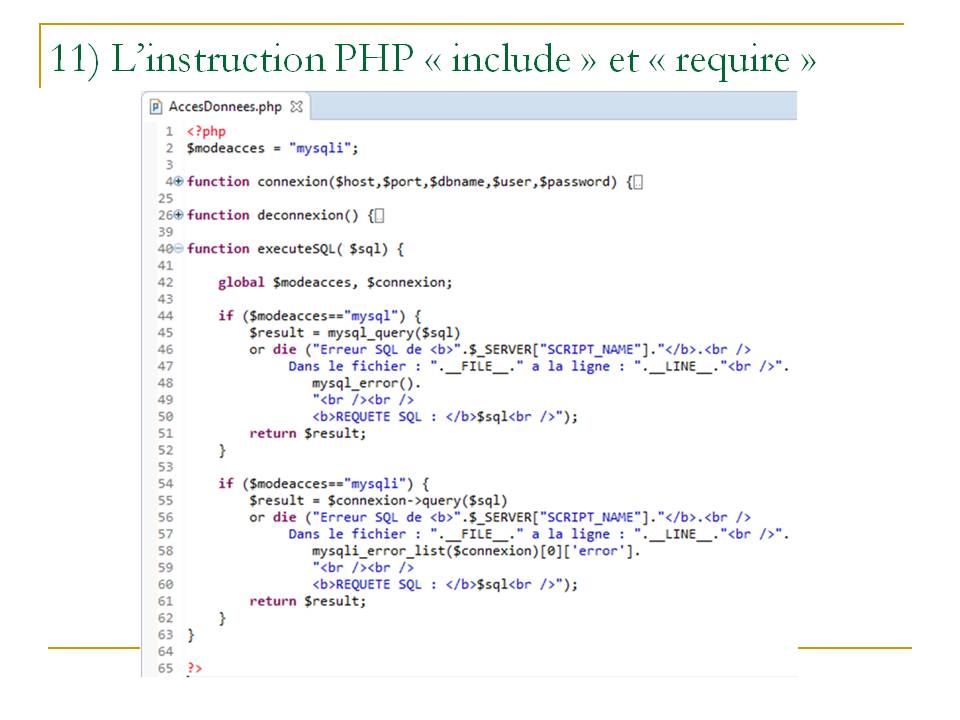 11) L’instruction PHP « include » et « require »
AccesDonnees.php
1 <?php
2 $modeacces = "mysqli";
3
4 function connexion($host,$port,$dbname,$user,$password) {
25
26 function deconnexion() {
39
40 function executeSQL( $sql) {
41
42 global $modeacces, $connexion;
43
44 if ($modeacces=="mysql") {
45 $result = mysql_query($sql)
46 or die ("Erreur SQL de <b>".$_SERVER["SCRIPT_NAME"]."</b>.<br />
47 Dans le fichier : ".__FILE__." a la ligne : ".__LINE__."<br />".
48 mysql_error().
49 "<br /><br />
50 <b>REQUETE SQL : </b>$sql<br />");
51 return $result;
52 }
53
54 if ($modeacces=="mysqli") {
55 $result = $connexion->query($sql)
56 or die ("Erreur SQL de <b>".$_SERVER["SCRIPT_NAME"]."</b>.<br />
57 Dans le fichier : ".__FILE__." a la ligne : ".__LINE__."<br />".
58 mysqli_error_list($connexion)[0]['error'].
59 "<br /><br />
60 <b>REQUETE SQL : </b>$sql<br />");
61 return $result;
62 }
63 }
64
65 ?>